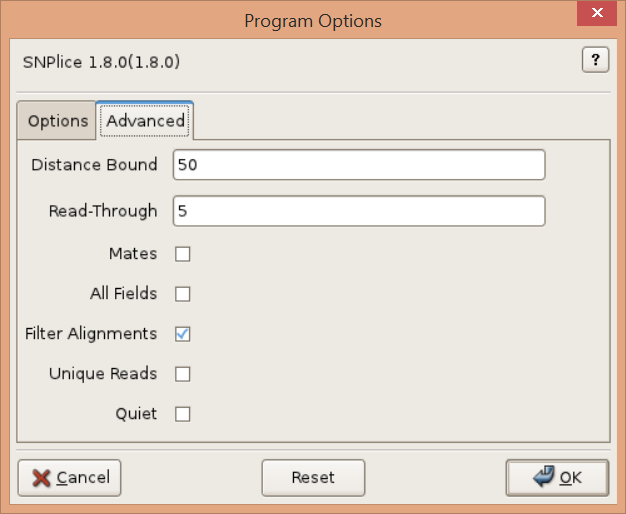 Program Options
SNPlice 1.8.0(1.8.0)
?
Options Advanced
Distance Bound 50
Read-Through 5
Mates
All Fields
Filter Alignments
Unique Reads
Quiet
Cancel Reset OK